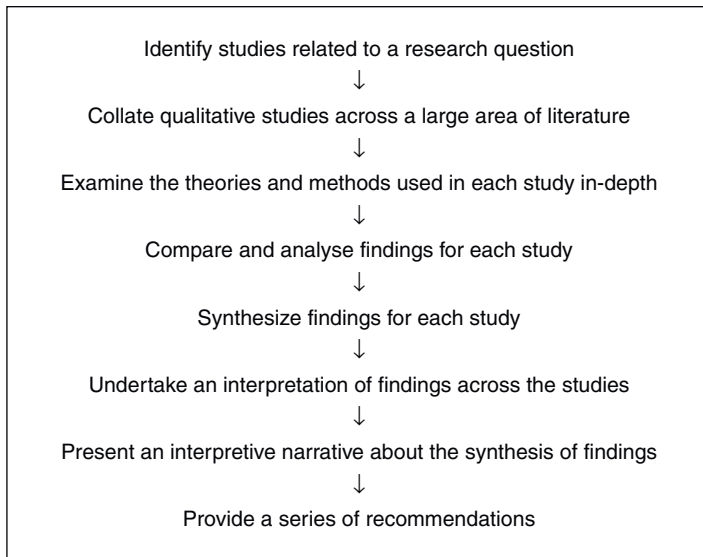 Identify studies related to a research question
↓
Collate qualitative studies across a large area of literature
↓
Examine the theories and methods used in each study in-depth
↓
Compare and analyse findings for each study
↓
Synthesize findings for each study
↓
Undertake an interpretation of findings across the studies
↓
Present an interpretive narrative about the synthesis of findings
↓
Provide a series of recommendations